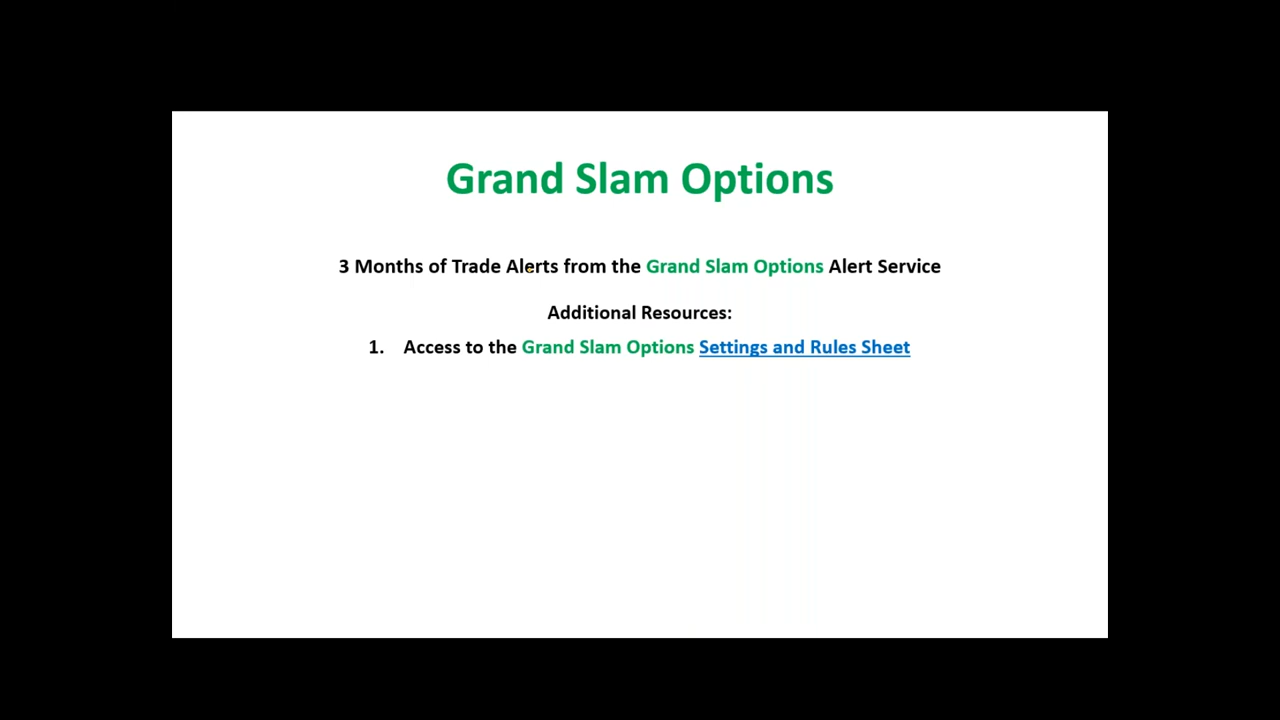 Grand Slam Options
3 Months of Trade Alerts from the Grand Slam Options Alert Service
Additional Resources:
1. Access to the Grand Slam Options Settings and Rules Sheet